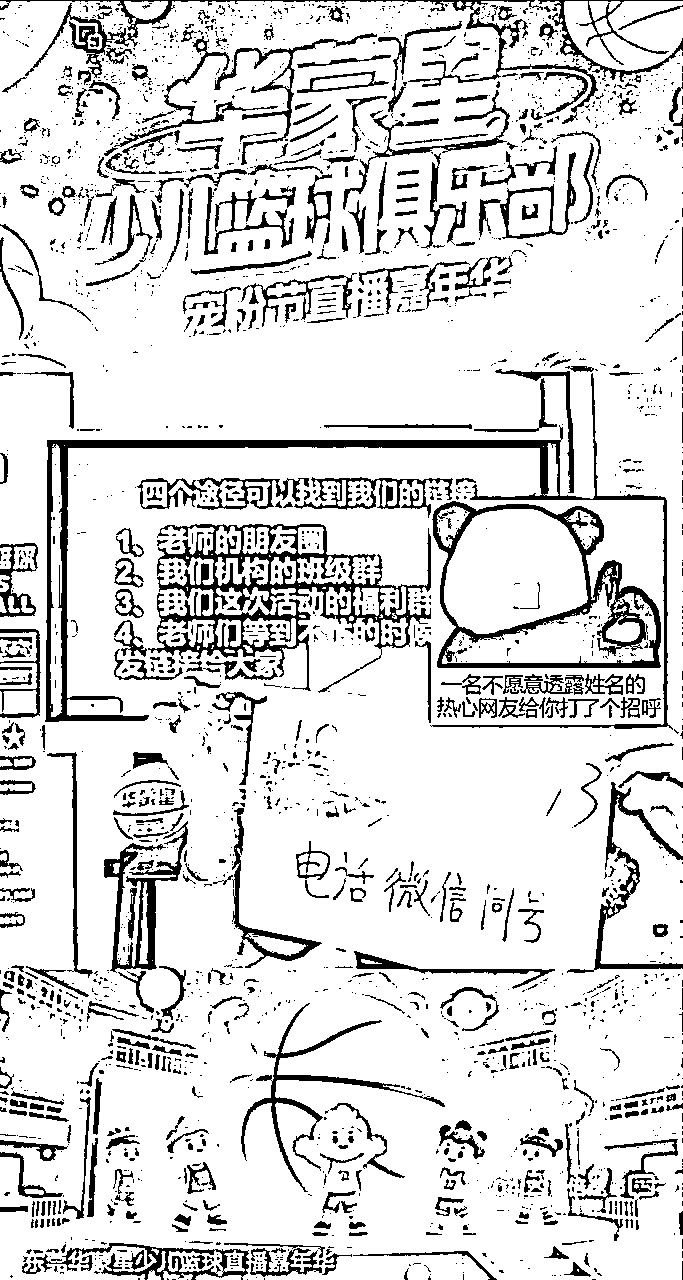 华蒙星
少儿篮球俱乐部
宠粉节直播嘉年华
四个途径可以找到我们的链接
1、老师的朋友圈
2、我们机构的班级群
3、我们这次活动的福利群
4、老师们等到不忙的时候
发链接给大家
一名不愿意透露姓名的
热心网友给你打了个招呼
13
电话 微信 同号
华蒙星
东莞华蒙星少儿篮球直播嘉年华